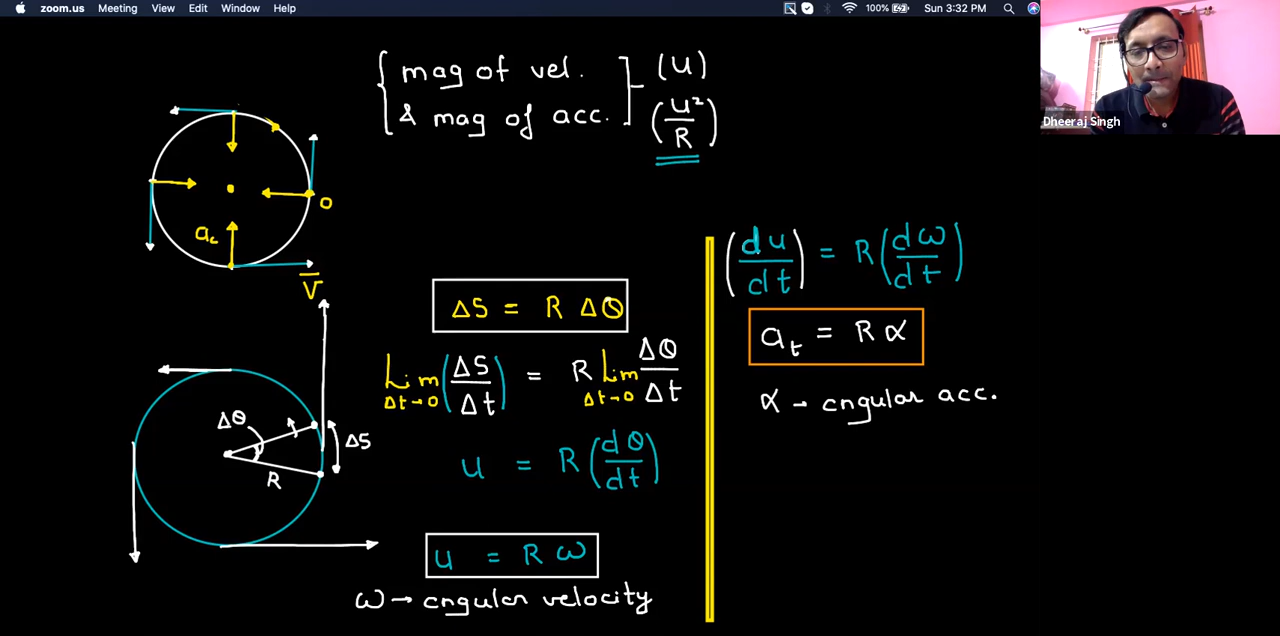 zoom.us Meeting View Edit Window Help
100% Sun 3:32 PM
Dheeraj Singh
mag of vel. (u)
& mag of acc. (u²/R)
O
ac
V
ΔS = R ΔΘ
Lim Δt→0 (ΔS/Δt) = R Lim Δt→0 ΔΘ/Δt
u = R (dθ/dt)
u = R ω
ω → angular velocity
Δθ
ΔS
R
(du/dt) = R (dω/dt)
at = R α
α → angular acc.